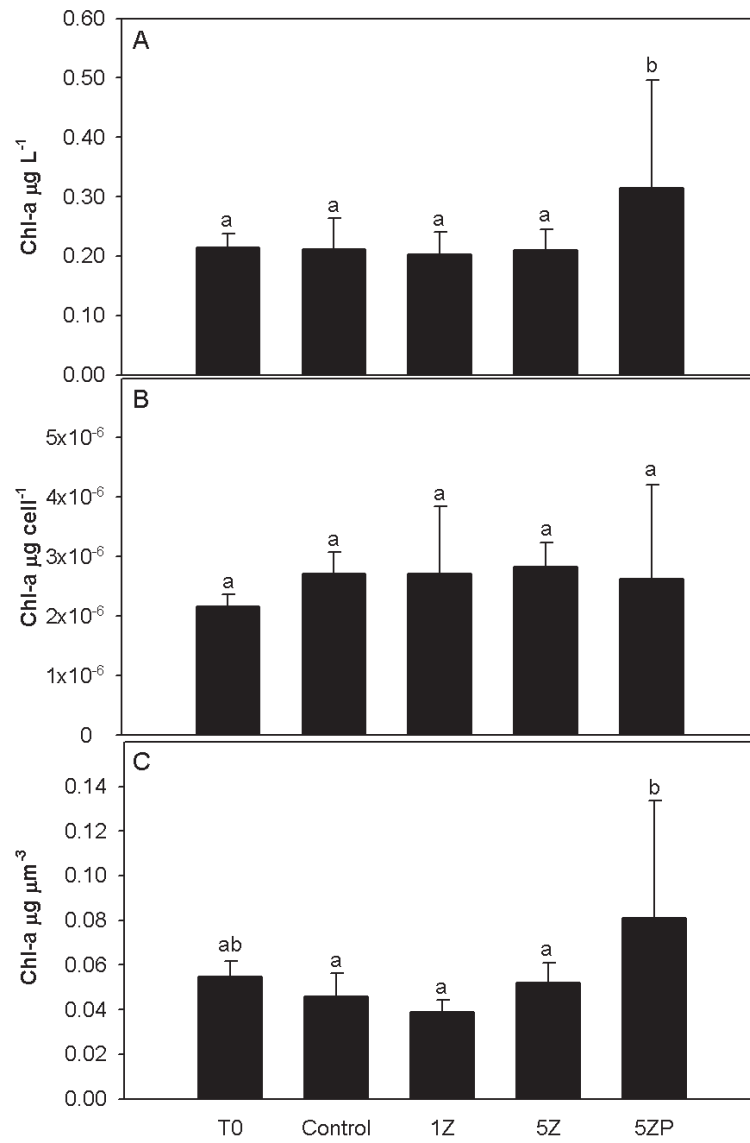 A
0.60
0.50
0.40
0.30
0.20
0.10
0.00
Chl-a μg L⁻¹
a
a
a
a
b
B
5x10⁻⁶
4x10⁻⁶
3x10⁻⁶
2x10⁻⁶
1x10⁻⁶
0
Chl-a μg cell⁻¹
a
a
a
a
a
C
0.14
0.12
0.10
0.08
0.06
0.04
0.02
0.00
Chl-a μg μm⁻³
ab
a
a
a
b
T0 Control 1Z 5Z 5ZP